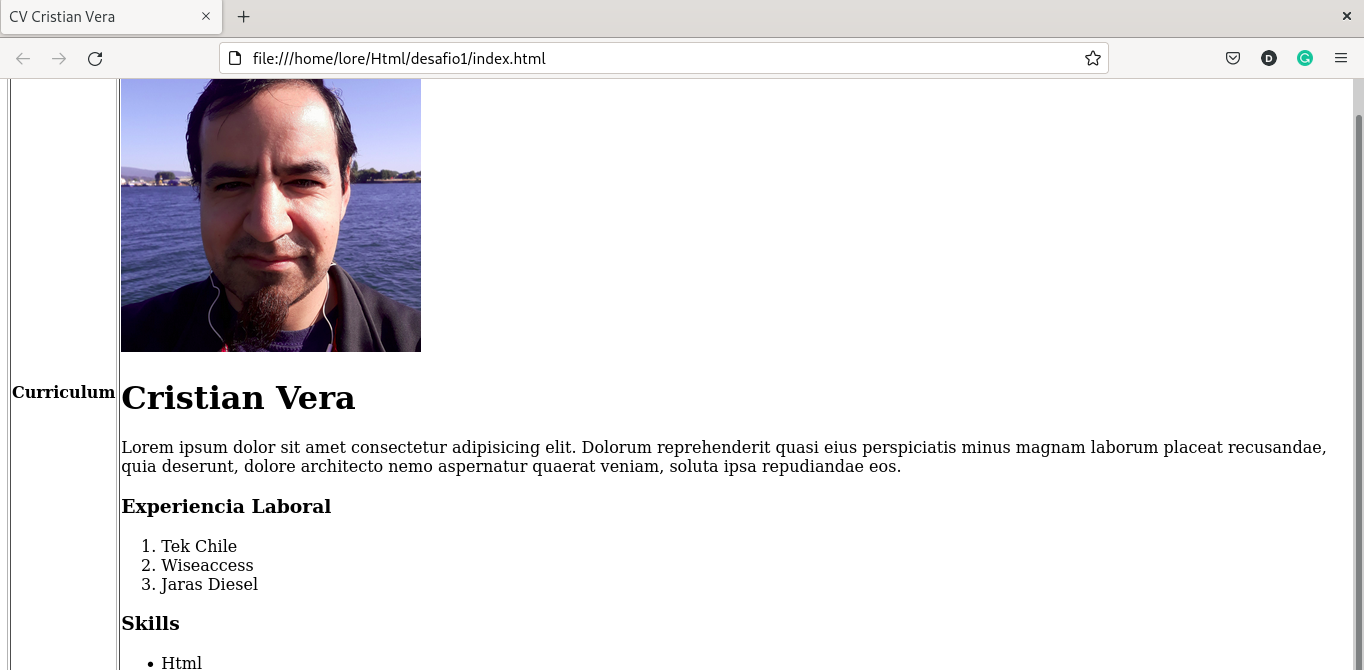 CV Cristian Vera
file:///home/lore/Html/desafio1/index.html
D
G
Curriculum
Cristian Vera
Lorem ipsum dolor sit amet consectetur adipisicing elit. Dolorum reprehenderit quasi eius perspiciatis minus magnam laborum placeat recusandae,
quia deserunt, dolore architecto nemo aspernatur quaerat veniam, soluta ipsa repudiandae eos.
Experiencia Laboral
1. Tek Chile
2. Wiseaccess
3. Jaras Diesel
Skills
• Html